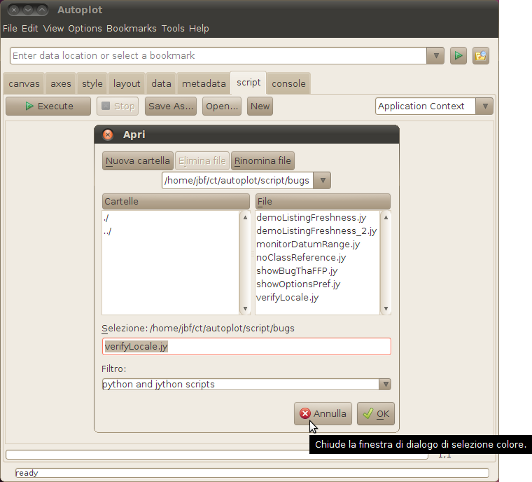 Autoplot
File Edit View Options Bookmarks Tools Help
Enter data location or select a bookmark
canvas axes style layout data metadata script console
Execute Stop Save As... Open... New Application Context
Apri
Nuova cartella Elimina file Rinomina file
/home/jbf/ct/autoplot/script/bugs
Cartelle File
./ demoListingFreshness.jy
../ demoListingFreshness_2.jy
monitorDatumRange.jy
noClassReference.jy
showBugThaFFP.jy
showOptionsPref.jy
verifyLocale.jy
Selezione: /home/jbf/ct/autoplot/script/bugs
verifyLocale.jy
Filtro:
python and jython scripts
Annulla OK
Chiude la finestra di dialogo di selezione colore.
1:1
ready